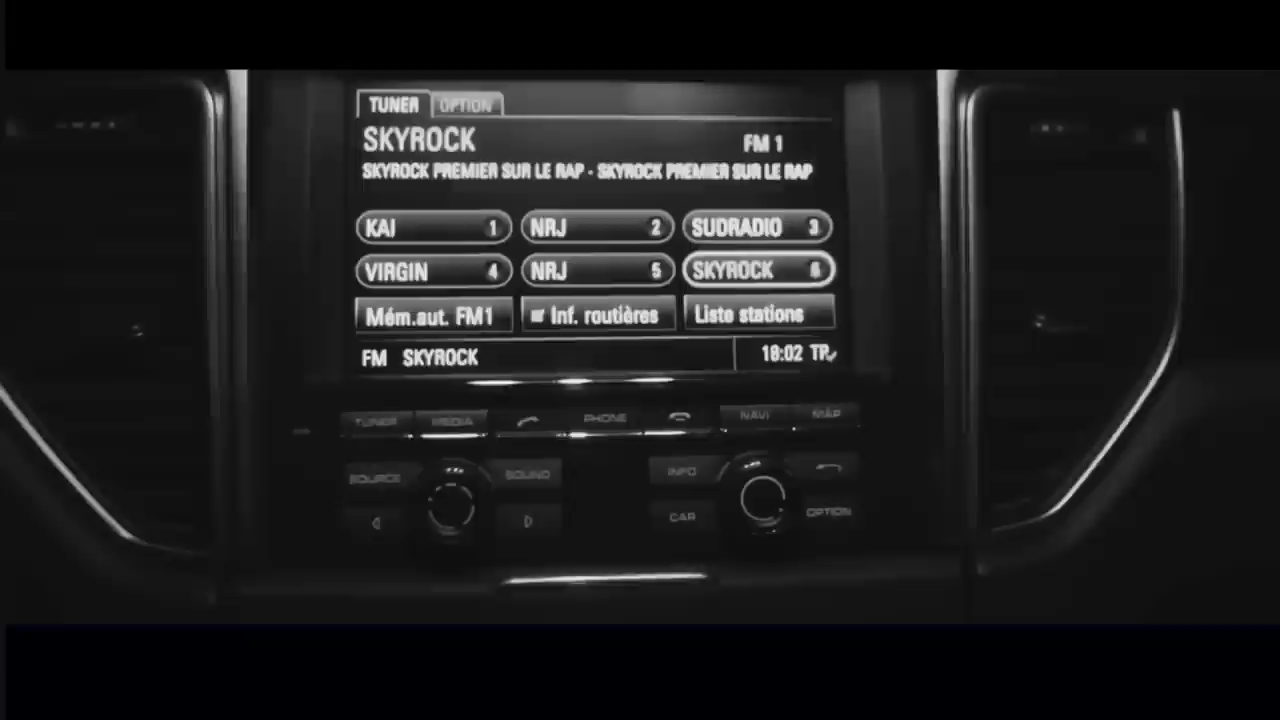 TUNER OPTION
SKYROCK FM 1
SKYROCK PREMIER SUR LE RAP - SKYROCK PREMIER SUR LE RAP
KAI 1 NRJ 2 SUDRADIO 3
VIRGIN 4 NRJ 5 SKYROCK 6
Mém.aut. FM1 Inf. routières Liste stations
FM SKYROCK 18:02 TP
TUNER MEDIA PHONE NAVI MAP
SOURCE SOUND INFO
CAR OPTION